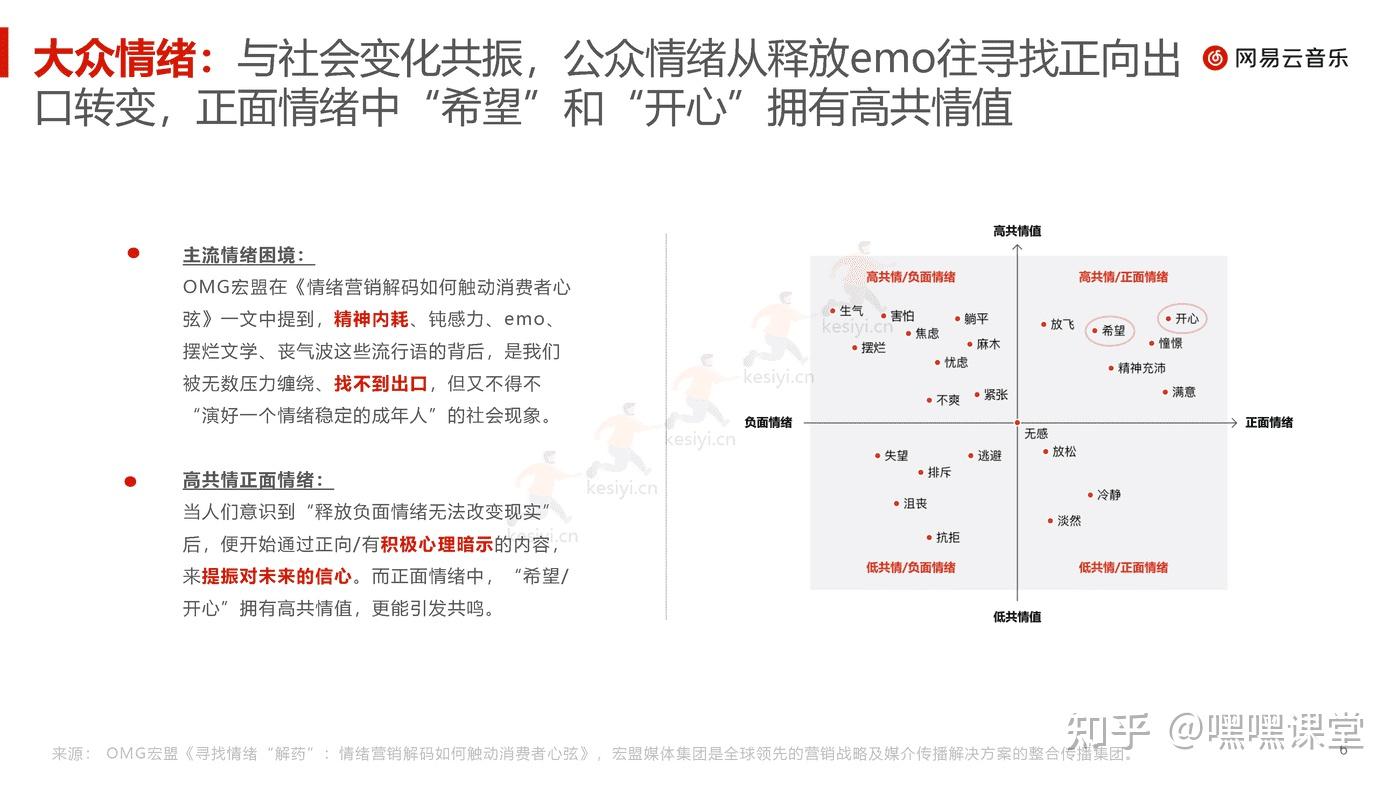 大众情绪：与社会变化共振，公众情绪从释放emo往寻找正向出
口转变，正面情绪中“希望”和“开心”拥有高共情值
网易云音乐
主流情绪困境：
OMG宏盟在《情绪营销解码如何触动消费者心
弦》一文中提到，精神内耗、钝感力、emo、
摆烂文学、丧气波这些流行语的背后，是我们
被无数压力缠绕、找不到出口，但又不得不
“演好一个情绪稳定的成年人”的社会现象。
高共情正面情绪：
当人们意识到“释放负面情绪无法改变现实”
后，便开始通过正向/有积极心理暗示的内容，
来提振对未来的信心。而正面情绪中，“希望/
开心”拥有高共情值，更能引发共鸣。
高共情值
高共情/负面情绪
高共情/正面情绪
生气
害怕
躺平
焦虑
摆烂
麻木
忧虑
不爽
紧张
放飞
希望
开心
憧憬
精神充沛
满意
负面情绪
正面情绪
无感
失望
逃避
排斥
沮丧
抗拒
放松
冷静
淡然
低共情/负面情绪
低共情/正面情绪
低共情值
kesiyi.cn
kesiyi.cn
kesiyi.cn
kesiyi.cn
kesiyi.cn
来源： OMG宏盟《寻找情绪“解药”：情绪营销解码如何触动消费者心弦》，宏盟媒体集团是全球领先的营销战略及媒介传播解决方案的整合传播集团。
6
知乎 @嘿嘿课堂